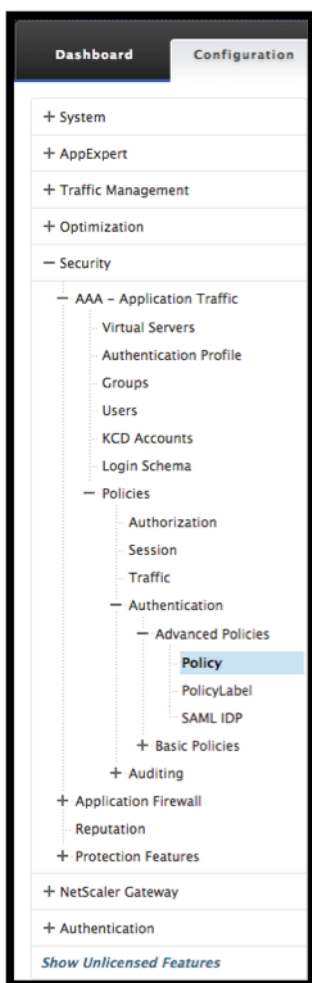 Dashboard Configuration
+ System
+ AppExpert
+ Traffic Management
+ Optimization
− Security
− AAA – Application Traffic
Virtual Servers
Authentication Profile
Groups
Users
KCD Accounts
Login Schema
− Policies
Authorization
Session
Traffic
− Authentication
− Advanced Policies
Policy
PolicyLabel
SAML IDP
+ Basic Policies
+ Auditing
+ Application Firewall
Reputation
+ Protection Features
+ NetScaler Gateway
+ Authentication
Show Unlicensed Features